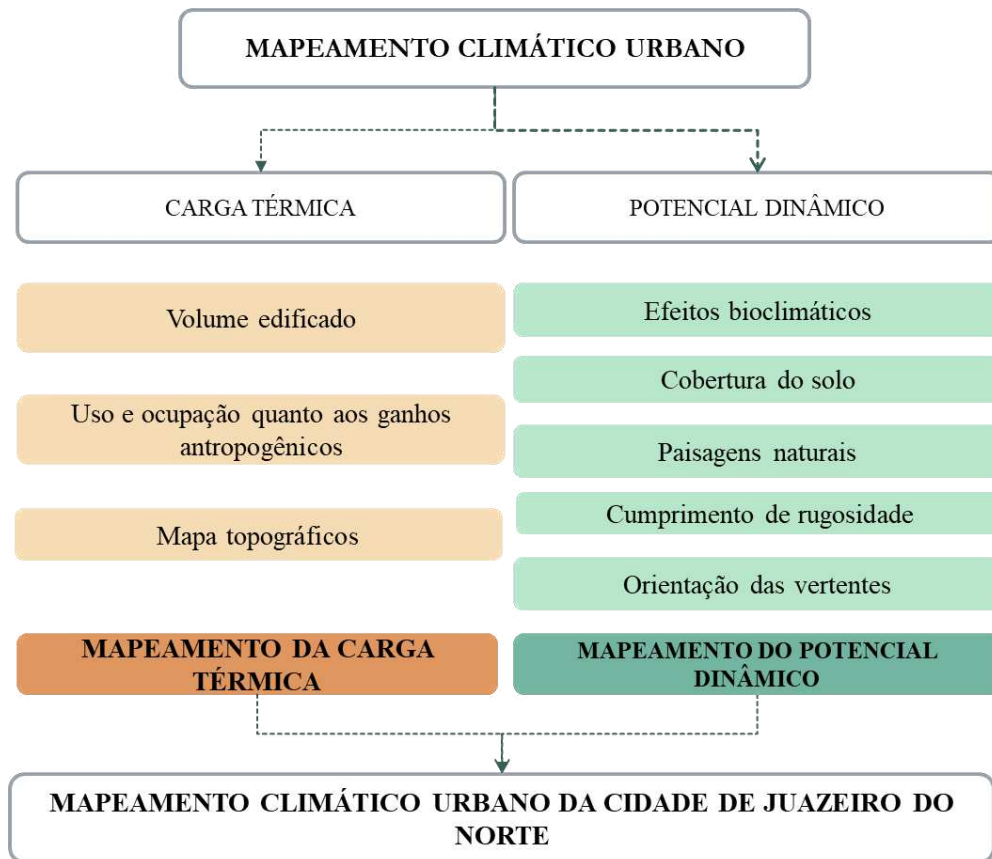 MAPEAMENTO CLIMÁTICO URBANO
CARGA TÉRMICA
POTENCIAL DINÂMICO
Volume edificado
Uso e ocupação quanto aos ganhos
antropogênicos
Mapa topográficos
MAPEAMENTO DA CARGA
TÉRMICA
Efeitos bioclimáticos
Cobertura do solo
Paisagens naturais
Cumprimento de rugosidade
Orientação das vertentes
MAPEAMENTO DO POTENCIAL
DINÂMICO
MAPEAMENTO CLIMÁTICO URBANO DA CIDADE DE JUAZEIRO DO
NORTE